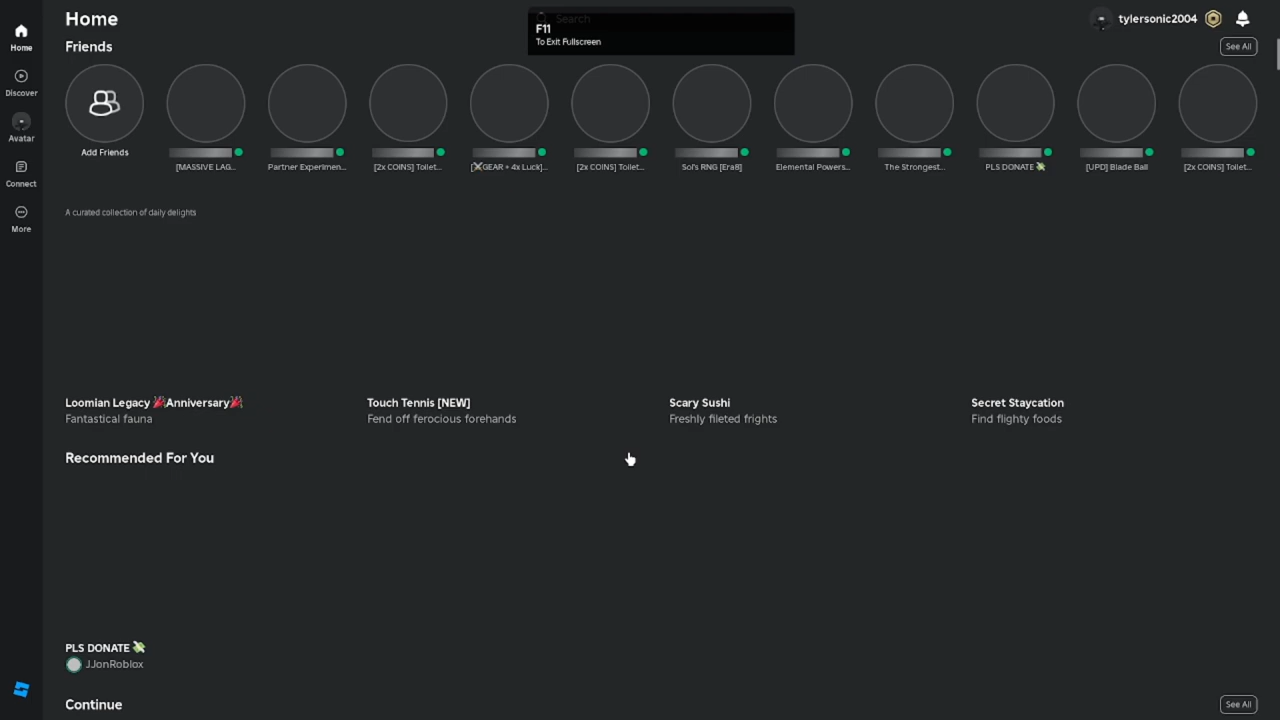 Home
Search
F11
To Exit Fullscreen
tylersonic2004
Home
Discover
Avatar
Connect
More
Friends
See All
Add Friends
[MASSIVE LAG...
Partner Experimen...
[2x COINS] Toilet...
[⚔️GEAR + 4x Luck]...
[2x COINS] Toilet...
Sol's RNG [Era8]
Elemental Powers...
The Strongest...
PLS DONATE 💸
[UPD] Blade Ball
[2x COINS] Toilet...
A curated collection of daily delights
Loomian Legacy 🎉Anniversary🎉
Fantastical fauna
Touch Tennis [NEW]
Fend off ferocious forehands
Scary Sushi
Freshly fileted frights
Secret Staycation
Find flighty foods
Recommended For You
PLS DONATE 💸
JJonRoblox
Continue
See All